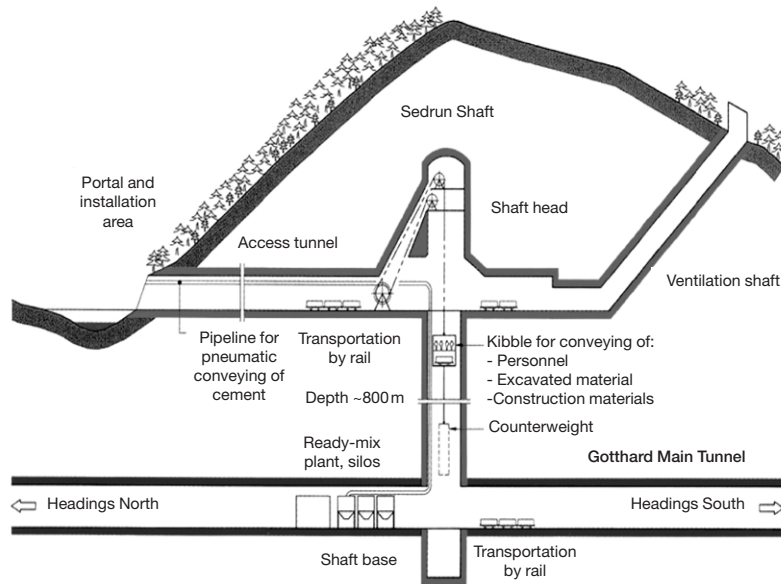 Sedrun Shaft
Portal and
installation
area
Shaft head
Access tunnel
Ventilation shaft
Pipeline for
pneumatic
conveying of
cement
Transportation
by rail
Kibble for conveying of:
- Personnel
- Excavated material
-Construction materials
Depth ~800 m
Counterweight
Ready-mix
plant, silos
Gotthard Main Tunnel
Headings North
Headings South
Shaft base
Transportation
by rail